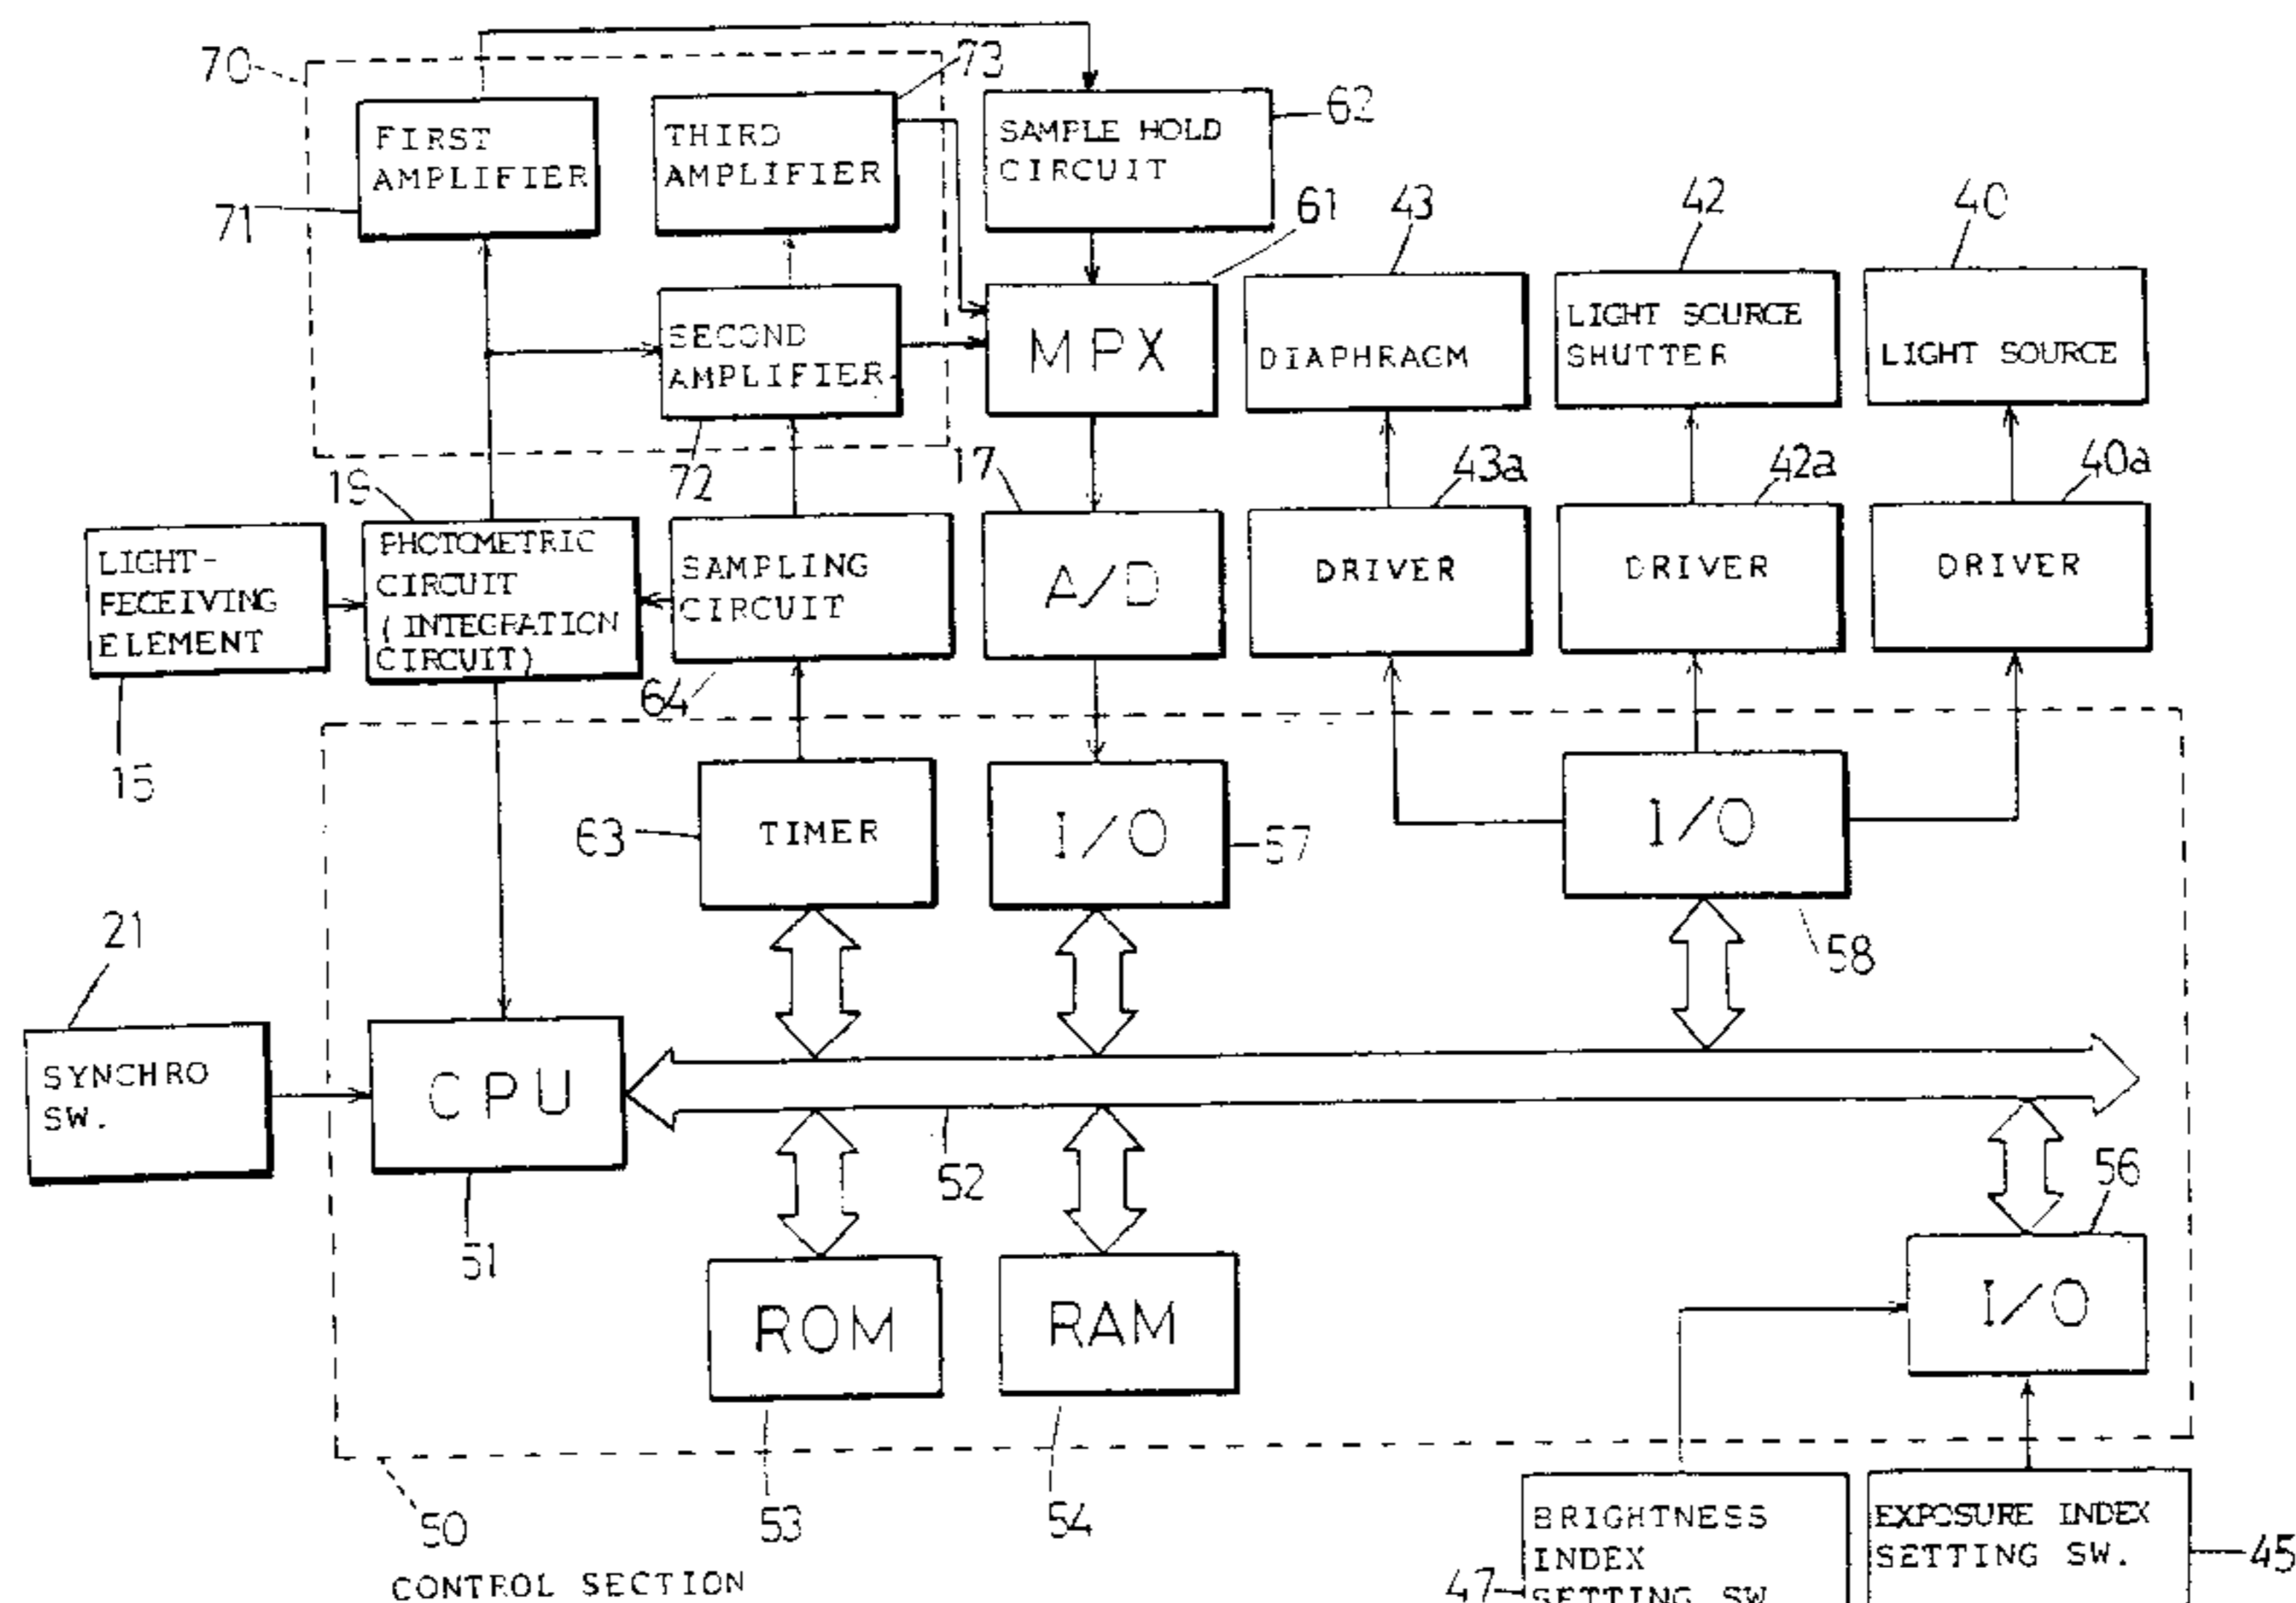 70
73
FIRST
AMPLIFIER
THIRD
AMPLIFIER
SAMPLE HOLD
CIRCUIT
62
71
61
43
42
40
SECOND
AMPLIFIER
MPX
DIAPHRAGM
LIGHT SOURCE
SHUTTER
LIGHT SOURCE
19
72
17
43a
42a
40a
LIGHT-
RECEIVING
ELEMENT
PHOTOMETRIC
CIRCUIT
(INTEGRATION
CIRCUIT)
SAMPLING
CIRCUIT
A/D
DRIVER
DRIVER
DRIVER
64
15
63
TIMER
I/O
57
I/O
58
21
SYNCHRO
SW.
CPU
52
56
51
ROM
RAM
I/O
50
53
54
CONTROL SECTION
BRIGHTNESS
INDEX
SETTING SW
47
EXPOSURE INDEX
SETTING SW.
45